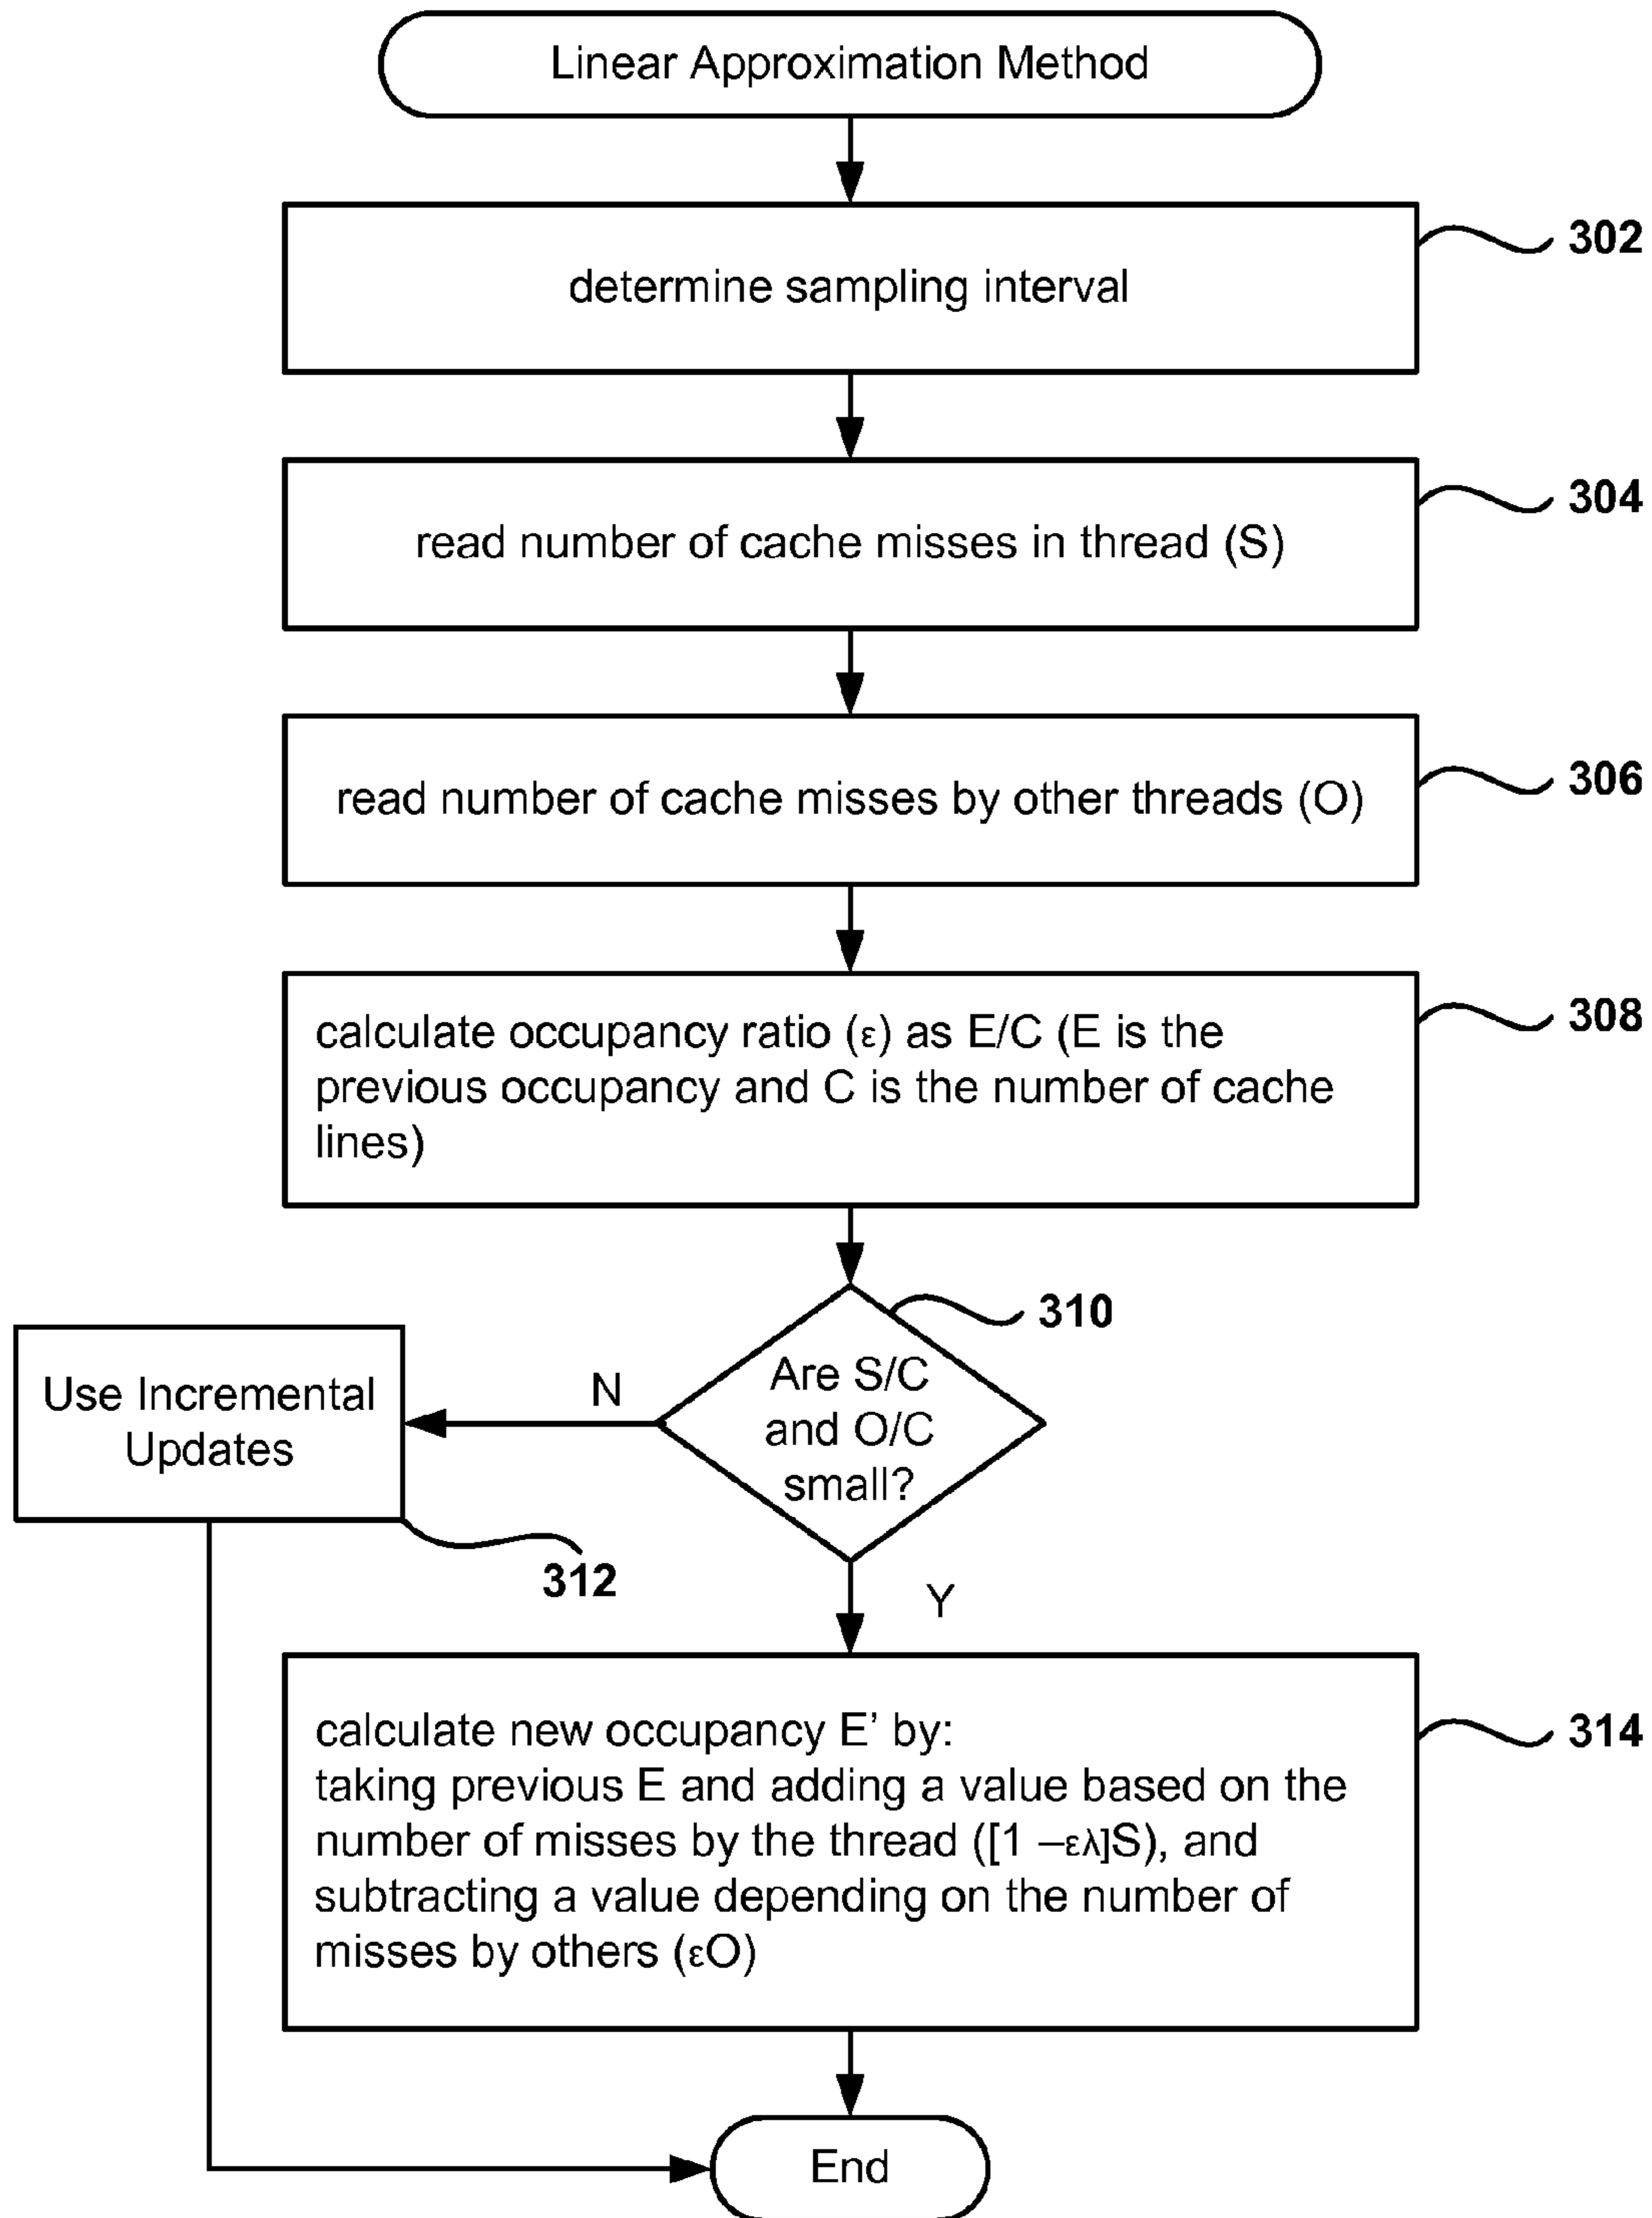 Linear Approximation Method
302
determine sampling interval
304
read number of cache misses in thread (S)
306
read number of cache misses by other threads (O)
308
calculate occupancy ratio (ε) as E/C (E is the
previous occupancy and C is the number of cache
lines)
310
Are S/C
and O/C
small?
N
Use Incremental
Updates
312
Y
314
calculate new occupancy E’ by:
taking previous E and adding a value based on the
number of misses by the thread ([1 –ελ]S), and
subtracting a value depending on the number of
misses by others (εO)
End